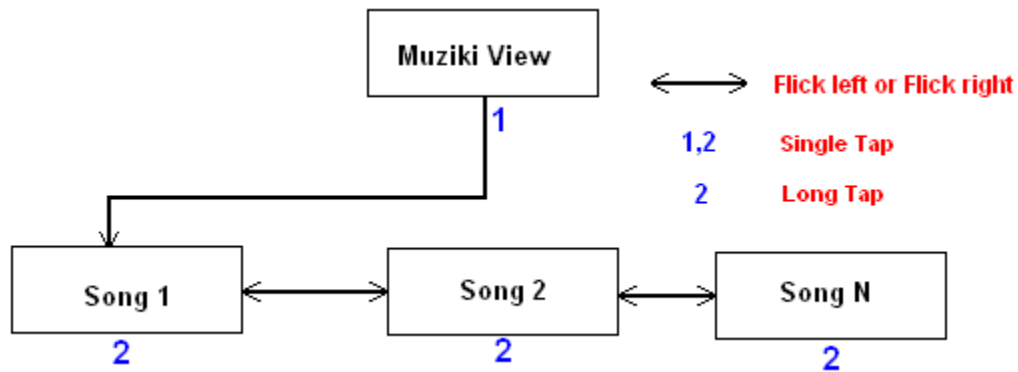 Muziki View
Flick left or Flick right
1
1,2 Single Tap
2 Long Tap
Song 1
Song 2
Song N
2
2
2